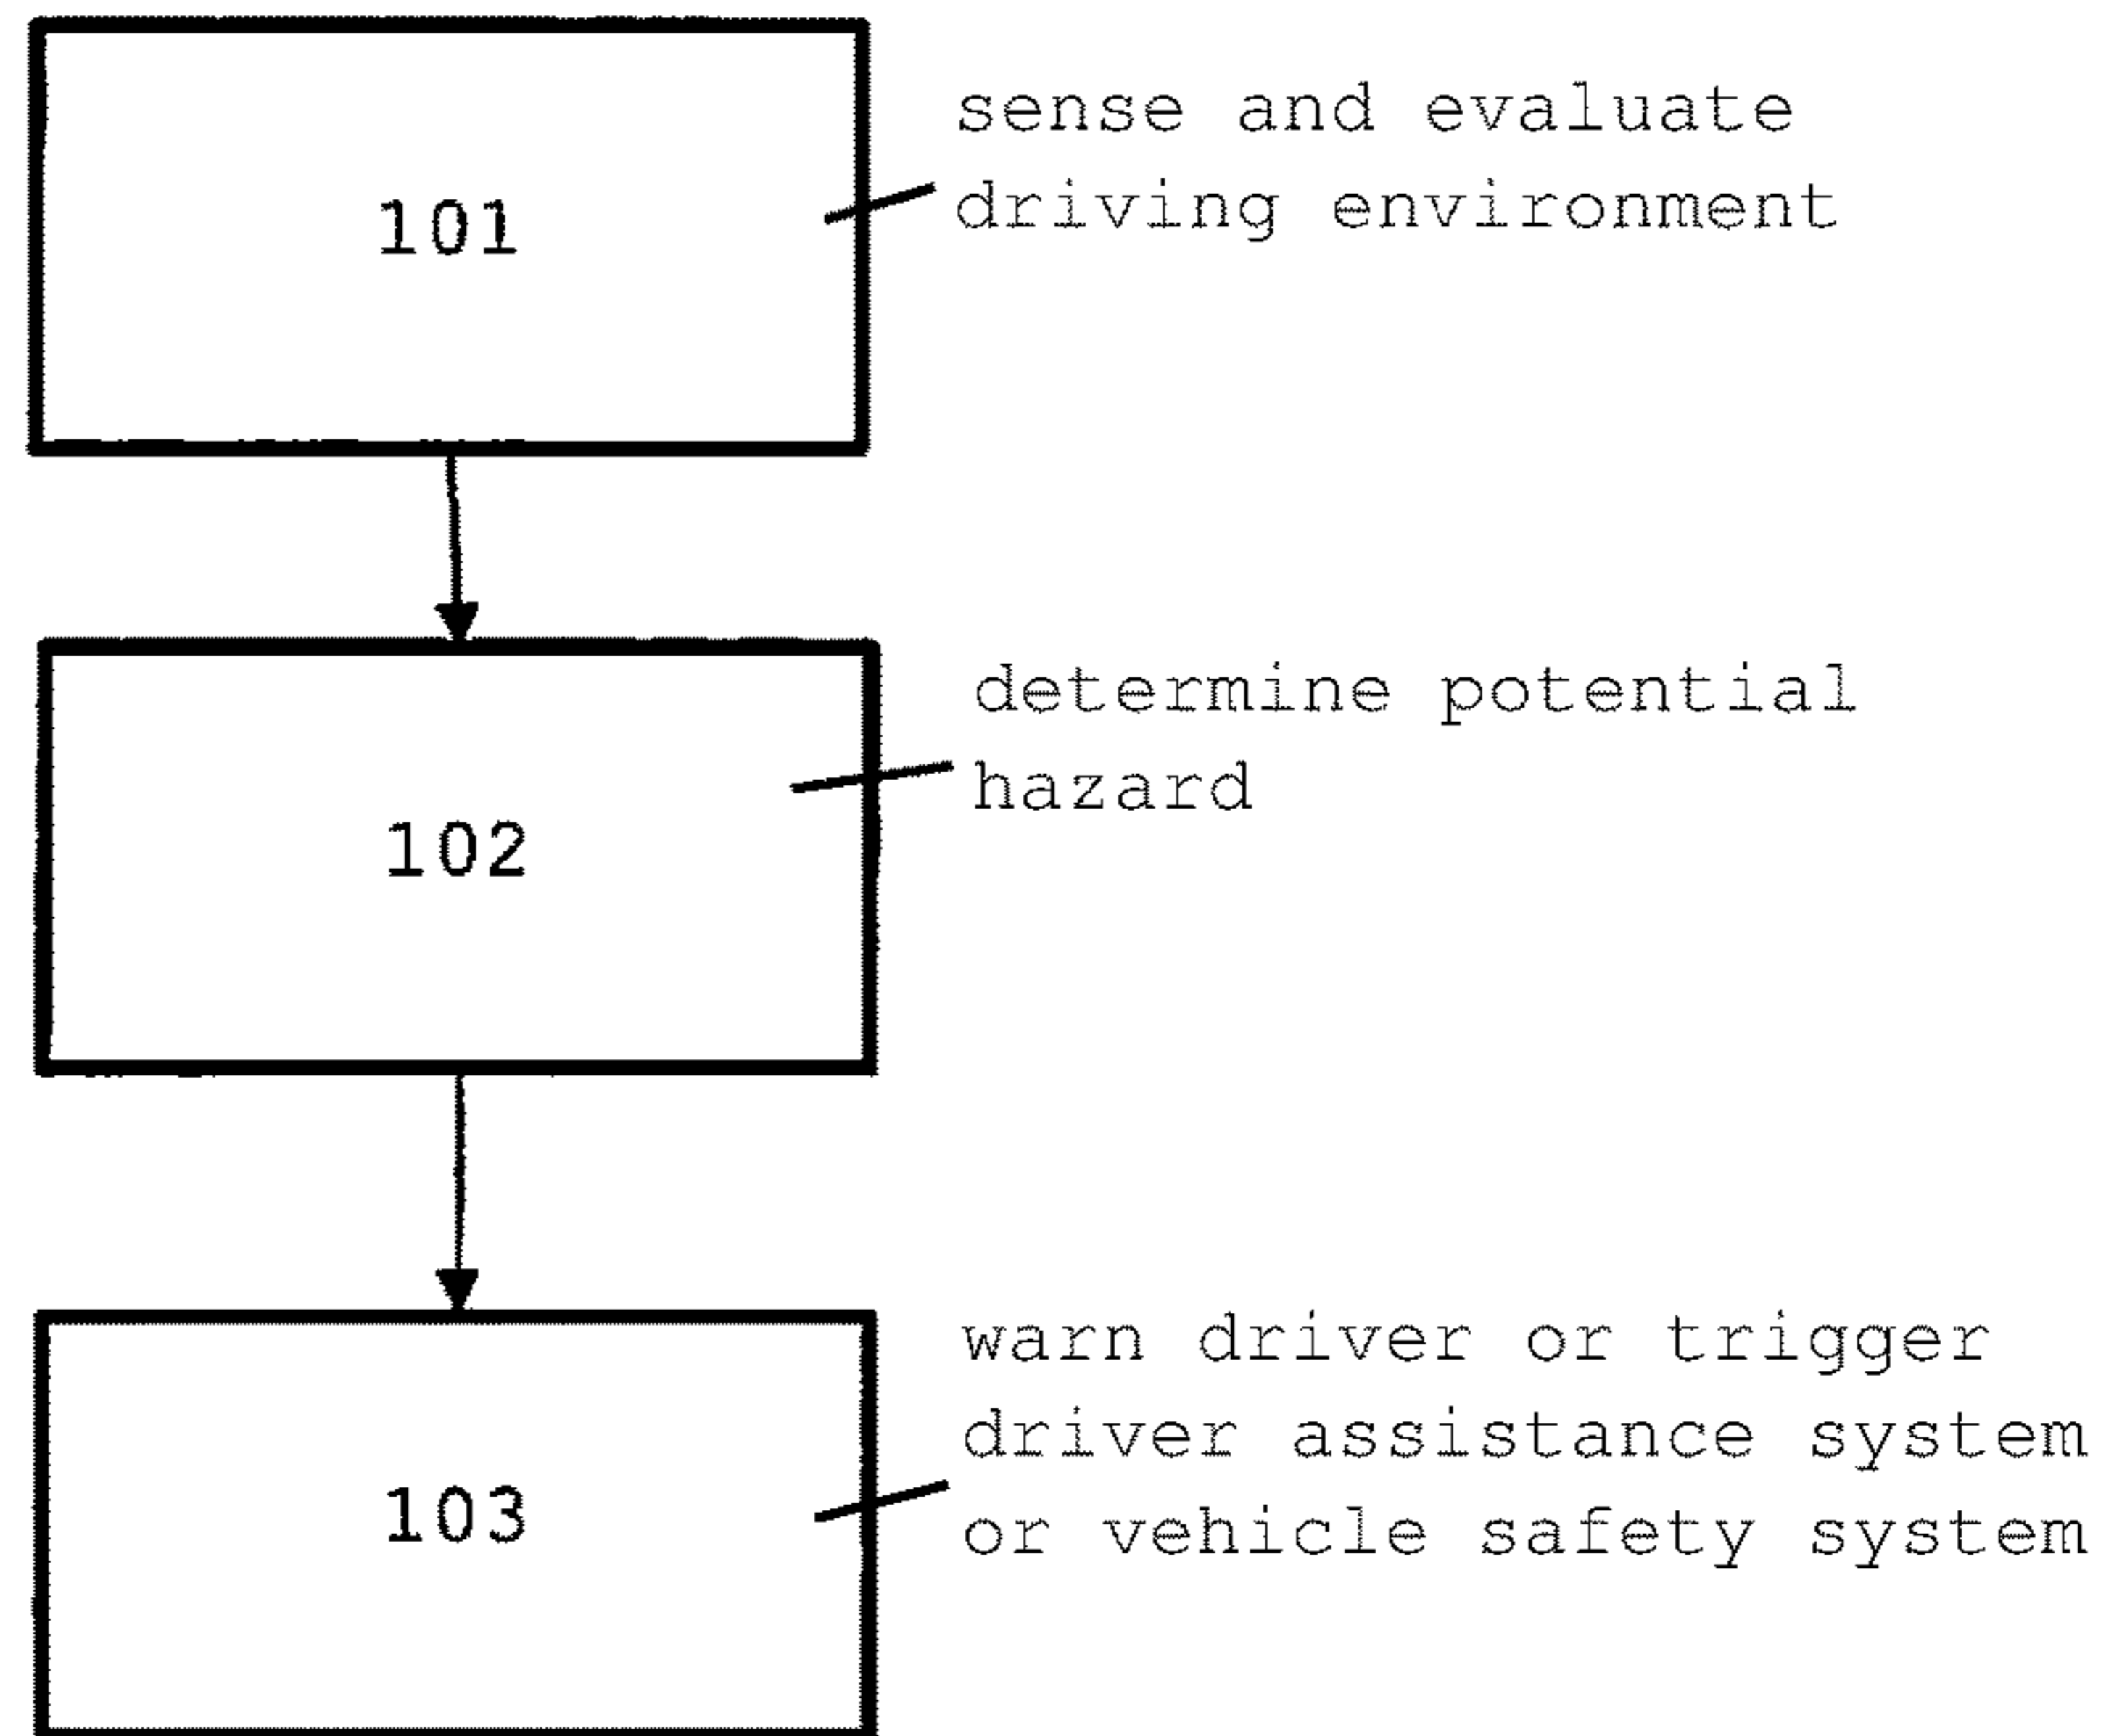 101
sense and evaluate
driving environment
102
determine potential
hazard
103
warn driver or trigger
driver assistance system
or vehicle safety system